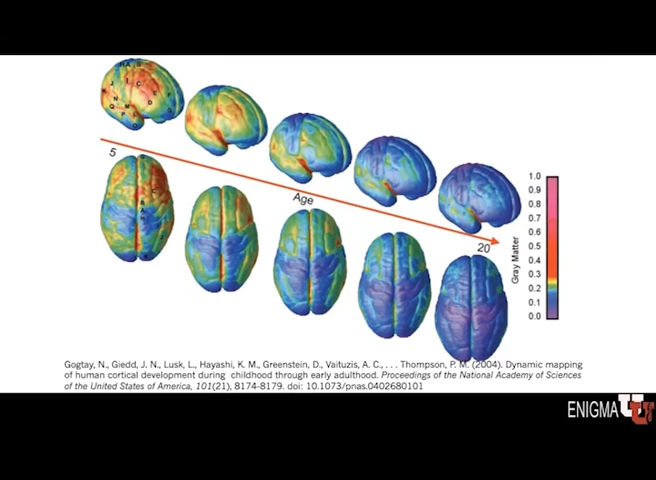 5
Age
20
Gray Matter
1.0
0.9
0.8
0.7
0.6
0.5
0.4
0.3
0.2
0.1
0.0
Gogtay, N., Giedd, J. N., Lusk, L., Hayashi, K. M., Greenstein, D., Vaituzis, A. C., . . . Thompson, P. M. (2004). Dynamic mapping
of human cortical development during childhood through early adulthood. Proceedings of the National Academy of Sciences
of the United States of America, 101(21), 8174-8179. doi: 10.1073/pnas.0402680101
ENIGMA